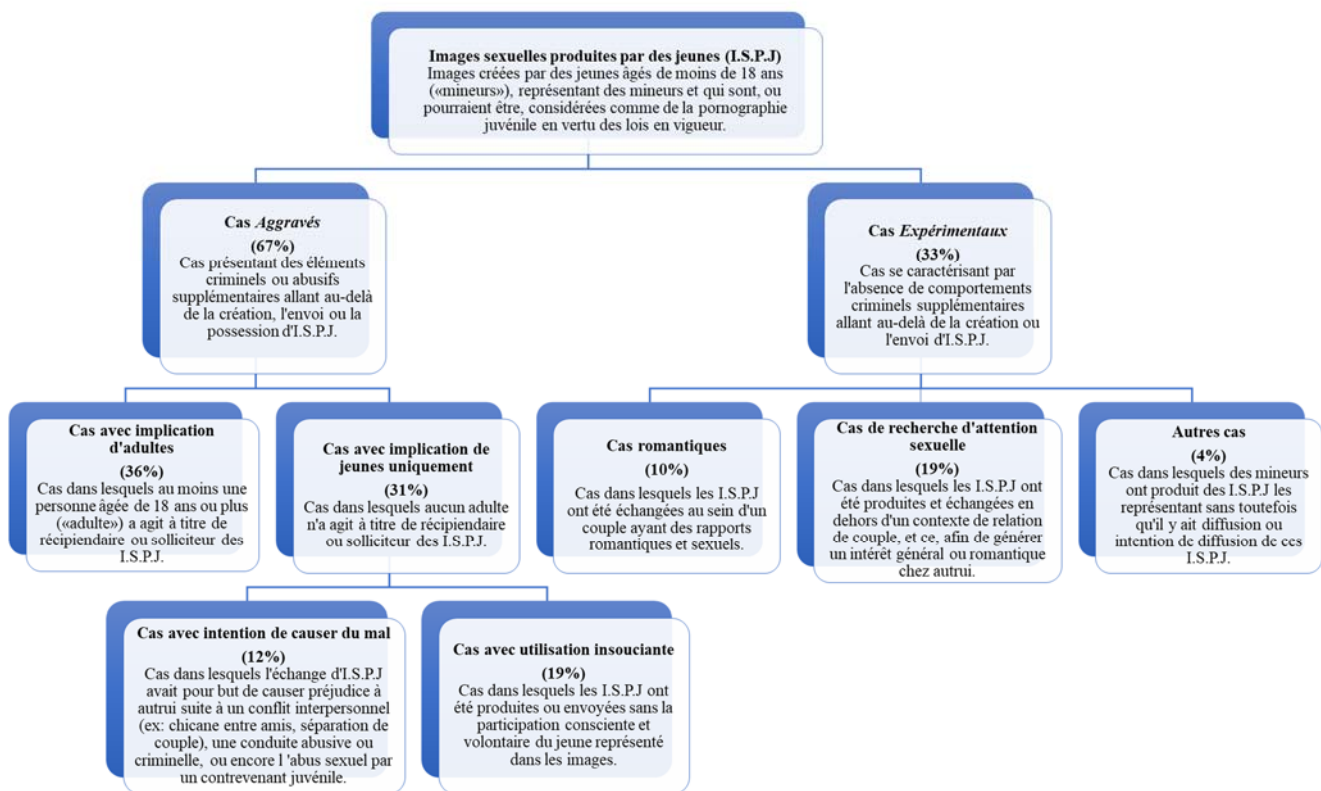 Images sexuelles produites par des jeunes (I.S.P.J)
Images créées par des jeunes âgés de moins de 18 ans
(«mineurs»), représentant des mineurs et qui sont, ou
pourraient être, considérées comme de la pornographie
juvénile en vertu des lois en vigueur.
Cas Aggravés
(67%)
Cas présentant des éléments
criminels ou abusifs
supplémentaires allant au-delà
de la création, l'envoi ou la
possession d'I.S.P.J.
Cas Expérimentaux
(33%)
Cas se caractérisant par
l'absence de comportements
criminels supplémentaires
allant au-delà de la création ou
l'envoi d'I.S.P.J.
Cas avec implication
d'adultes
(36%)
Cas dans lesquels au moins une
personne âgée de 18 ans ou plus
(«adulte») a agit à titre de
récipiendaire ou solliciteur des
I.S.P.J.
Cas avec implication de
jeunes uniquement
(31%)
Cas dans lesquels aucun adulte
n'a agit à titre de récipiendaire
ou solliciteur des I.S.P.J.
Cas romantiques
(10%)
Cas dans lesquels les I.S.P.J
ont été échangées au sein d'un
couple ayant des rapports
romantiques et sexuels.
Cas de recherche d'attention
sexuelle
(19%)
Cas dans lesquels les I.S.P.J ont
été produites et échangées en
dehors d'un contexte de relation
de couple, et ce, afin de générer
un intérêt général ou romantique
chez autrui.
Autres cas
(4%)
Cas dans lesquels des mineurs
ont produit des I.S.P.J les
représentant sans toutefois
qu'il y ait diffusion ou
intention de diffusion de ces
I.S.P.J.
Cas avec intention de causer du mal
(12%)
Cas dans lesquels l'échange d'I.S.P.J
avait pour but de causer préjudice à
autrui suite à un conflit interpersonnel
(ex: chicane entre amis, séparation de
couple), une conduite abusive ou
criminelle, ou encore l 'abus sexuel par
un contrevenant juvénile.
Cas avec utilisation insouciante
(19%)
Cas dans lesquels les I.S.P.J ont
été produites ou envoyées sans la
participation consciente et
volontaire du jeune représenté
dans les images.